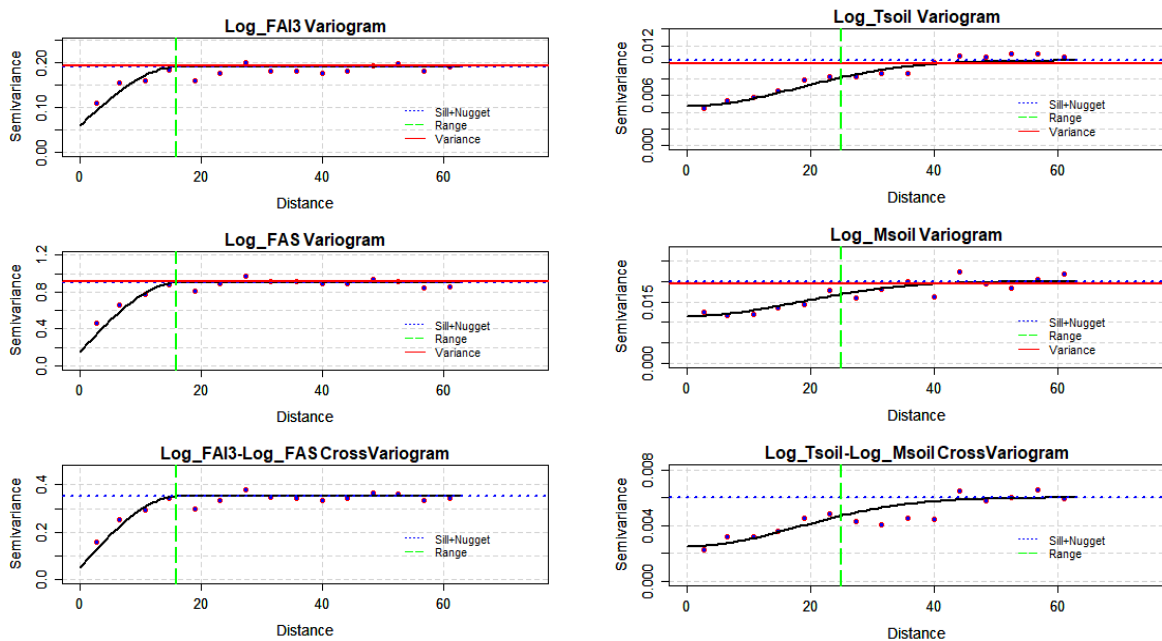 Log_FAI3 Variogram
Semivariance
0.00 0.10 0.20
Sill+Nugget
Range
Variance
0 20 40 60
Distance
Log_Tsoil Variogram
Semivariance
0.000 0.006 0.012
Sill+Nugget
Range
Variance
0 20 40 60
Distance
Log_FAS Variogram
Semivariance
0.0 0.4 0.8 1.2
Sill+Nugget
Range
Variance
0 20 40 60
Distance
Log_Msoil Variogram
Semivariance
0.000 0.015
Sill+Nugget
Range
Variance
0 20 40 60
Distance
Log_FAI3-Log_FAS CrossVariogram
Semivariance
0.0 0.2 0.4
Sill+Nugget
Range
0 20 40 60
Distance
Log_Tsoil-Log_Msoil CrossVariogram
Semivariance
0.000 0.004 0.008
Sill+Nugget
Range
0 20 40 60
Distance